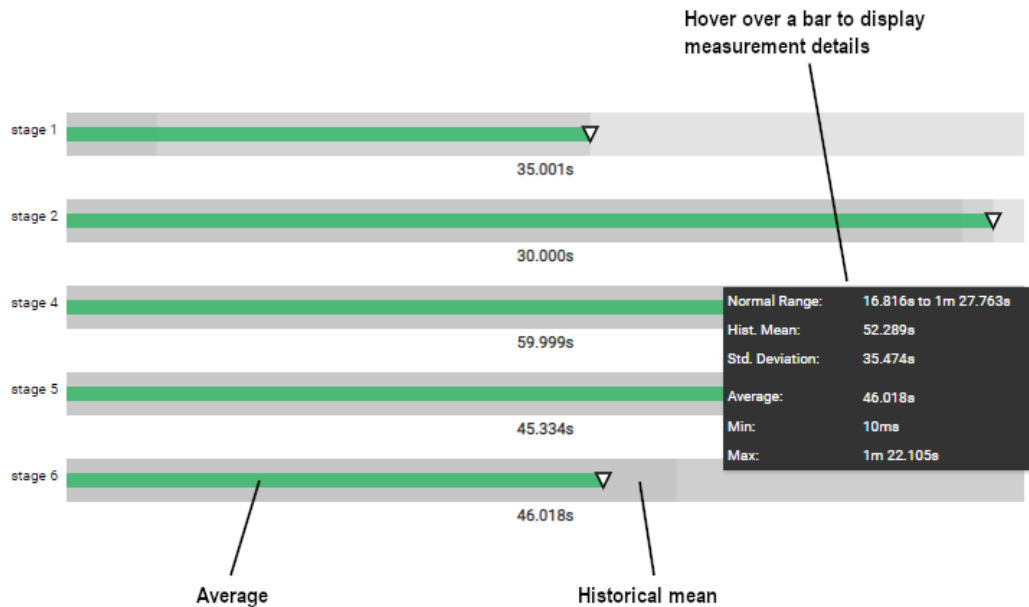 Hover over a bar to display
measurement details
stage 1
35.001s
stage 2
30.000s
stage 4
59.999s
stage 5
45.334s
stage 6
46.018s
Normal Range: 16.816s to 1m 27.763s
Hist. Mean: 52.289s
Std. Deviation: 35.474s
Average: 46.018s
Min: 10ms
Max: 1m 22.105s
Average
Historical mean